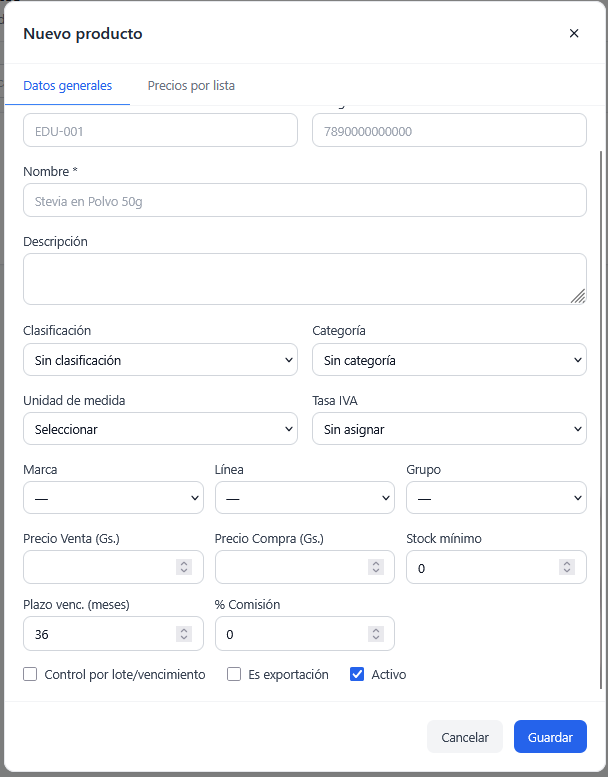 Nuevo producto
Datos generales Precios por lista
EDU-001 7890000000000
Nombre *
Stevia en Polvo 50g
Descripción
Clasificación Categoría
Sin clasificación Sin categoría
Unidad de medida Tasa IVA
Seleccionar Sin asignar
Marca Línea Grupo
— — —
Precio Venta (Gs.) Precio Compra (Gs.) Stock mínimo
0
Plazo venc. (meses) % Comisión
36 0
Control por lote/vencimiento Es exportación Activo
Cancelar Guardar